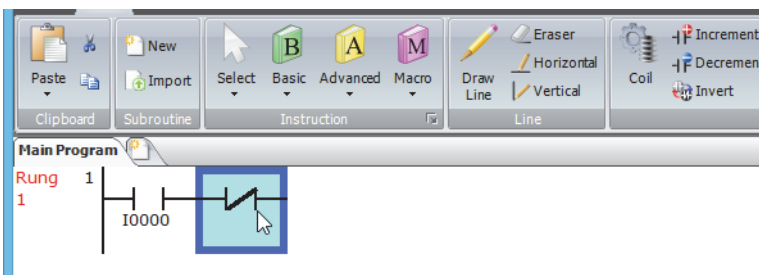 Paste
Clipboard
New
Import
Subroutine
Select
B
Basic
A
Advanced
M
Macro
Instruction
Draw
Line
Eraser
Horizontal
Vertical
Line
Coil
Increment
Decremen
Invert
Main Program
Rung 1
1
I0000